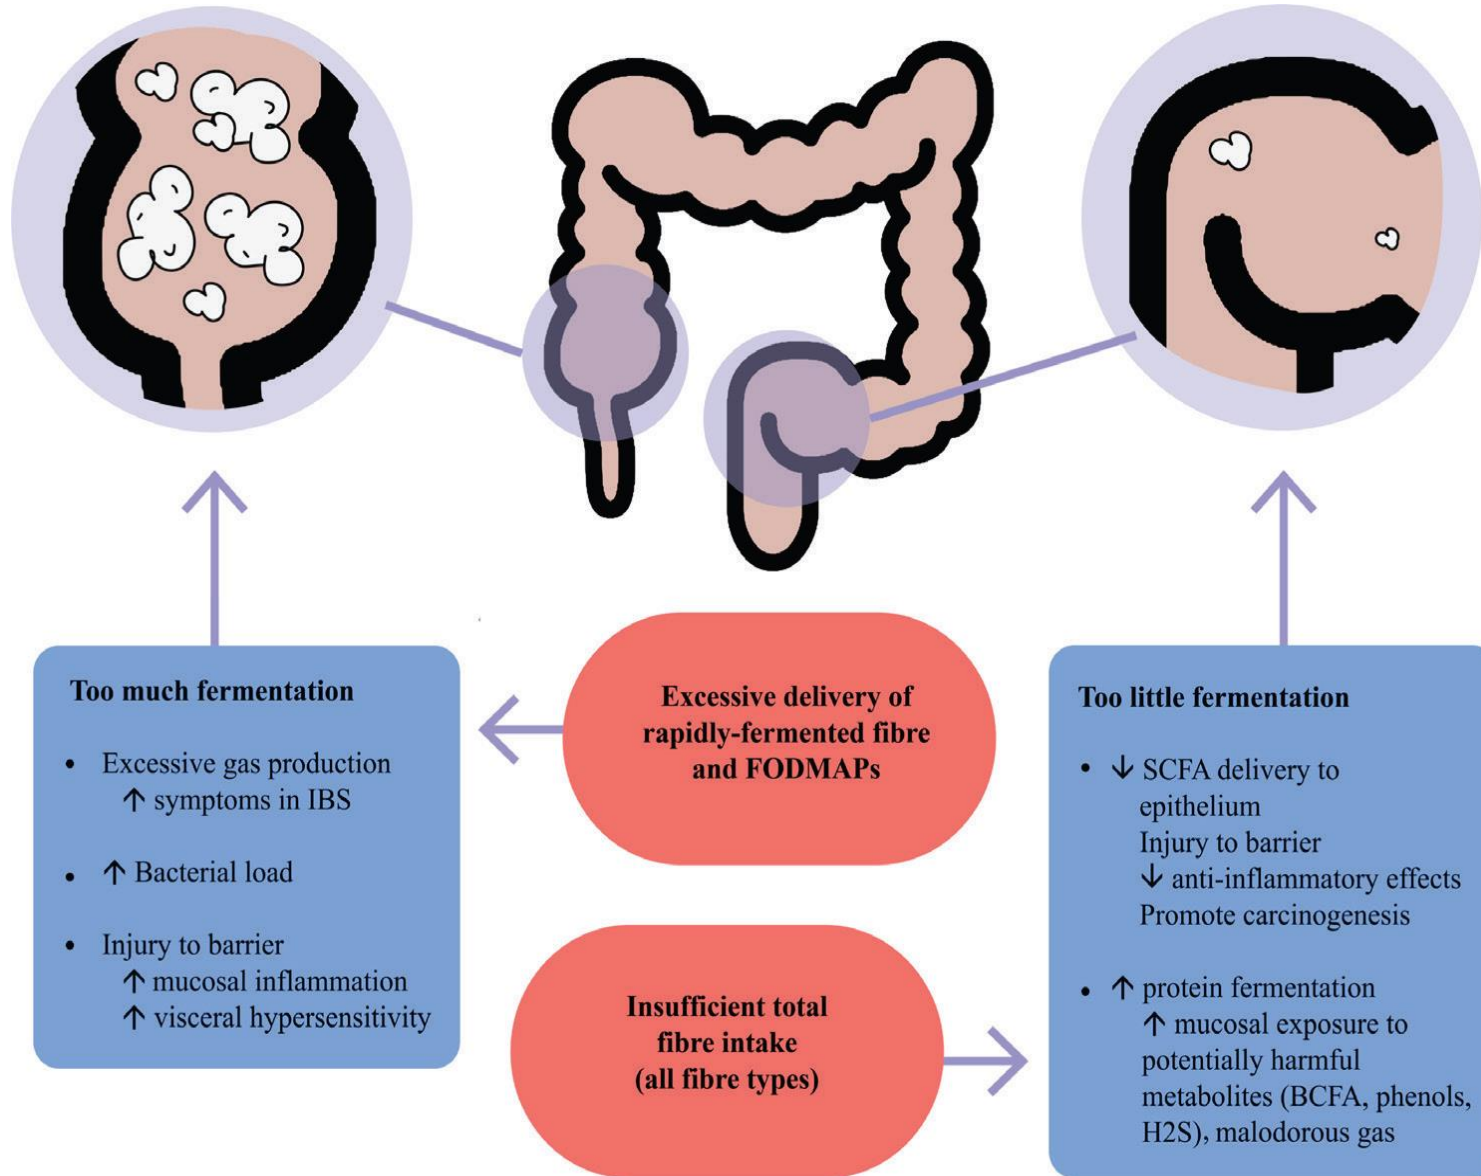 Too much fermentation
• Excessive gas production
↑ symptoms in IBS
• ↑ Bacterial load
• Injury to barrier
↑ mucosal inflammation
↑ visceral hypersensitivity
Excessive delivery of
rapidly-fermented fibre
and FODMAPs
Insufficient total
fibre intake
(all fibre types)
Too little fermentation
• ↓ SCFA delivery to
epithelium
Injury to barrier
↓ anti-inflammatory effects
Promote carcinogenesis
• ↑ protein fermentation
↑ mucosal exposure to
potentially harmful
metabolites (BCFA, phenols,
H2S), malodorous gas